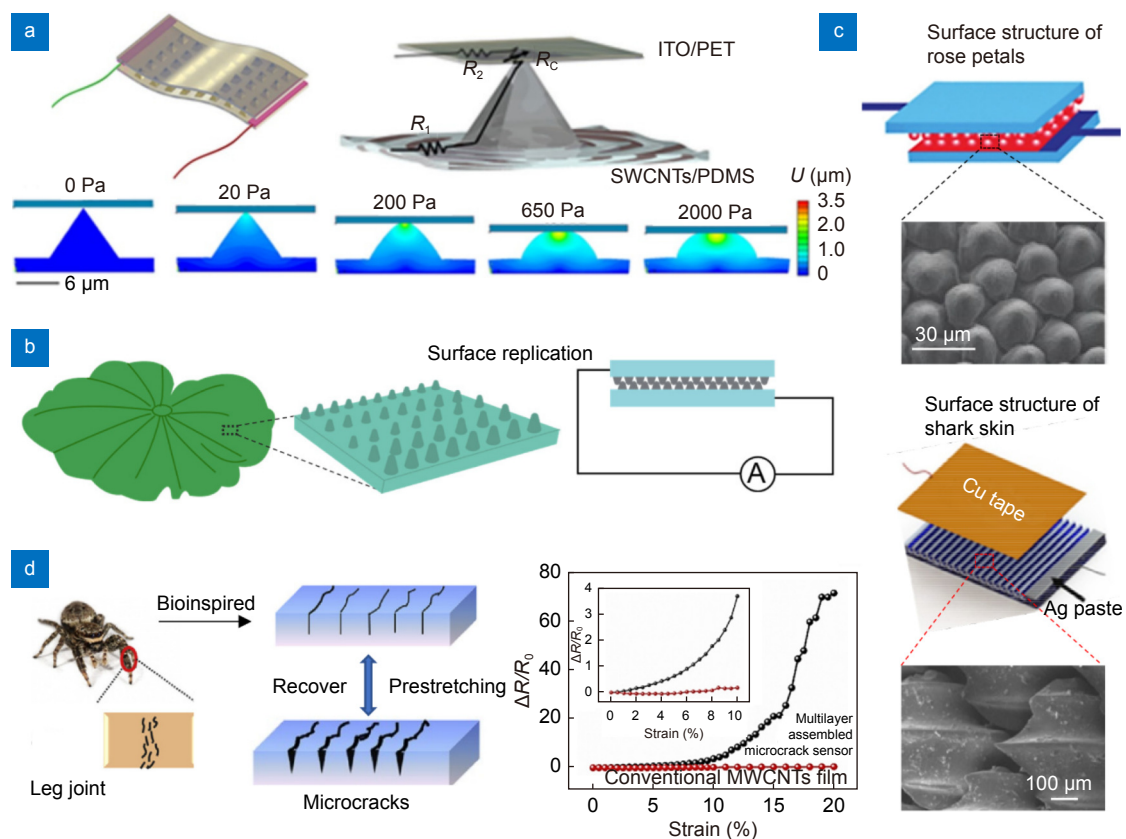 a
ITO/PET
R2
RC
R1
SWCNTs/PDMS
U (μm)
3.5
2.0
1.0
0
0 Pa
20 Pa
200 Pa
650 Pa
2000 Pa
6 μm
b
Surface replication
A
c
Surface structure of
rose petals
30 μm
Surface structure of
shark skin
Cu tape
Ag paste
100 μm
d
Bioinspired
Recover
Prestretching
Leg joint
Microcracks
ΔR/R0
80
60
40
20
0
ΔR/R0
4
3
2
1
0
0 2 4 6 8 10
Strain (%)
Multilayer
assembled
microcrack sensor
Conventional MWCNTs film
0 5 10 15 20
Strain (%)